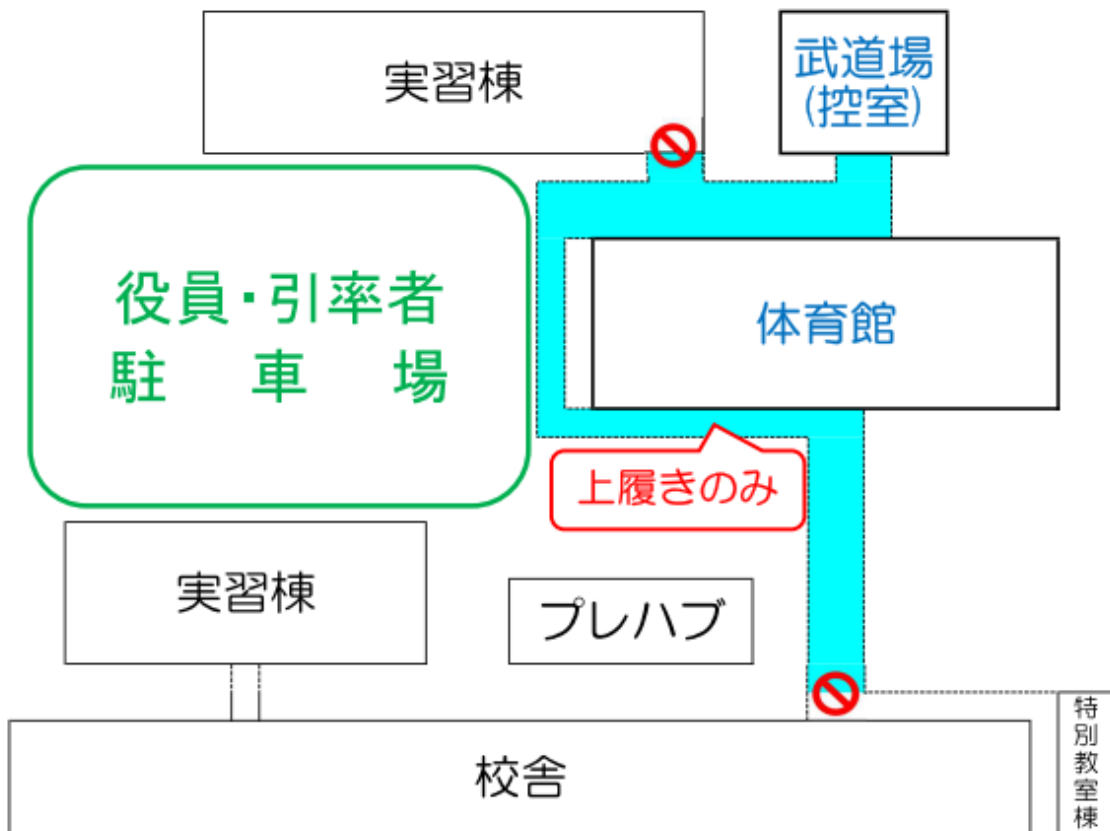 実習棟
武道場
(控室)
役員・引率者
駐車場
体育館
上履きのみ
実習棟
プレハブ
校舎
特別教室棟